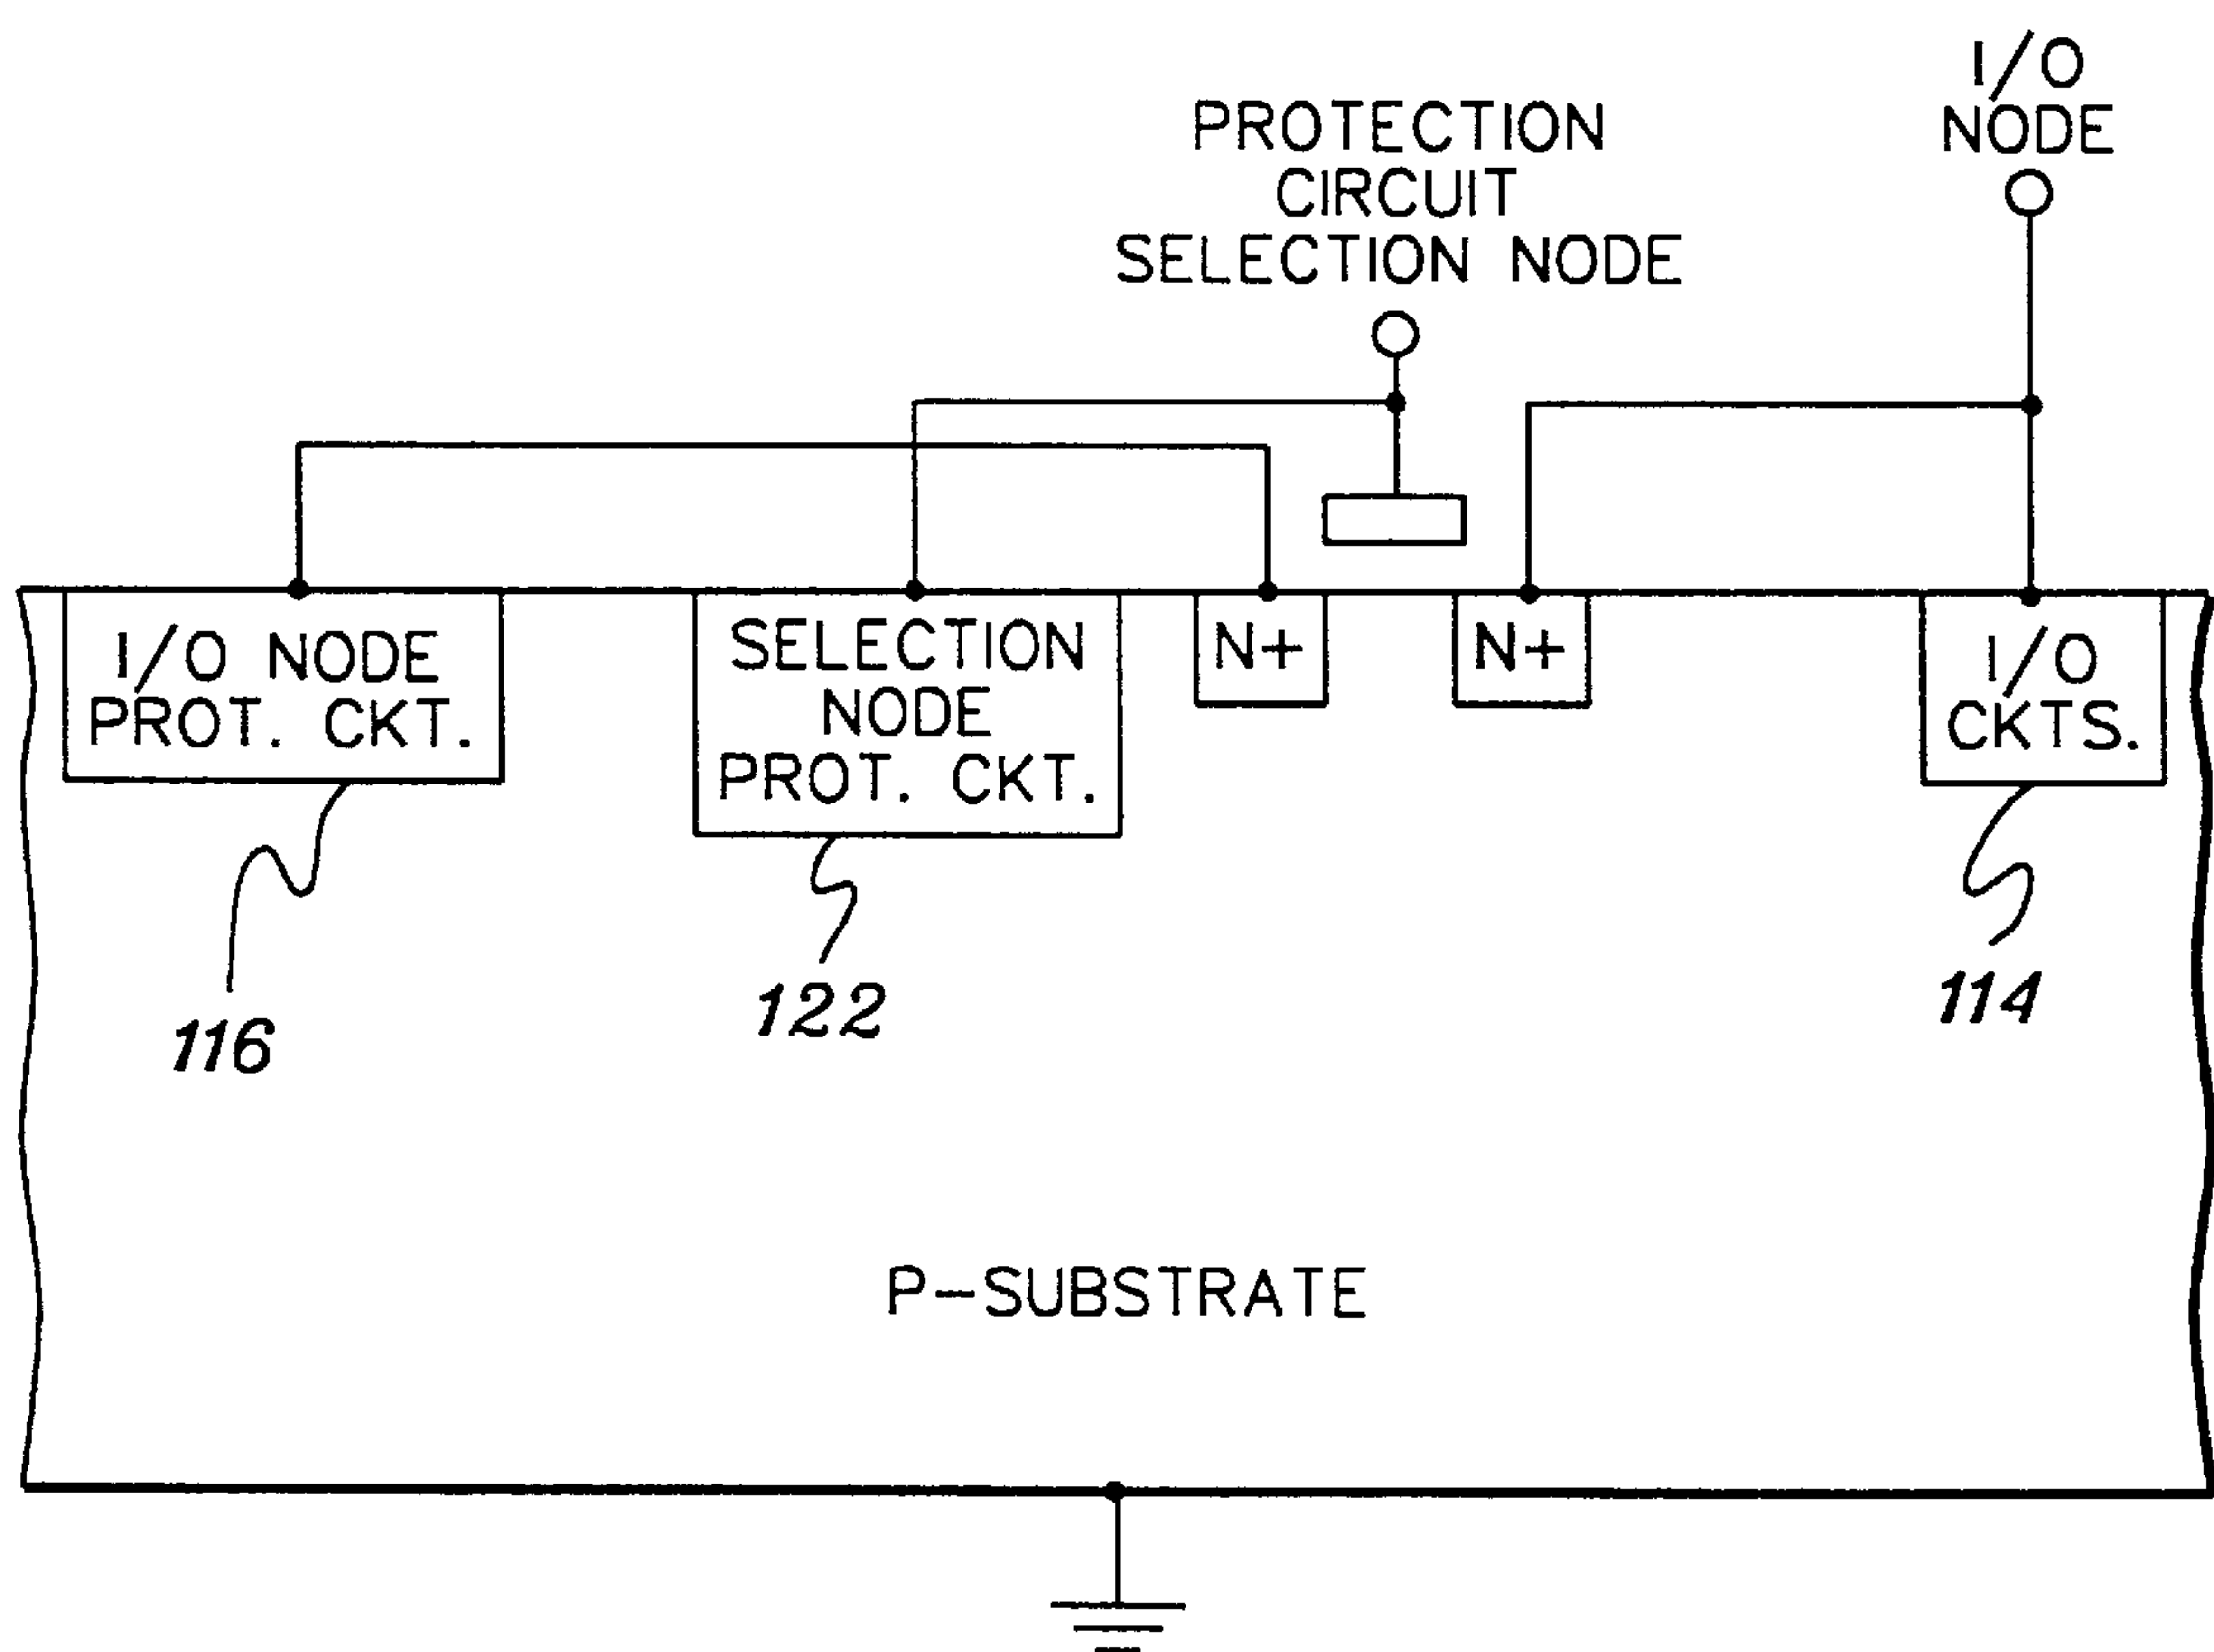 I/O
NODE
PROTECTION
CIRCUIT
SELECTION NODE
I/O NODE
PROT. CKT.
SELECTION
NODE
PROT. CKT.
N+
N+
I/O
CKTS.
116
122
114
P-SUBSTRATE